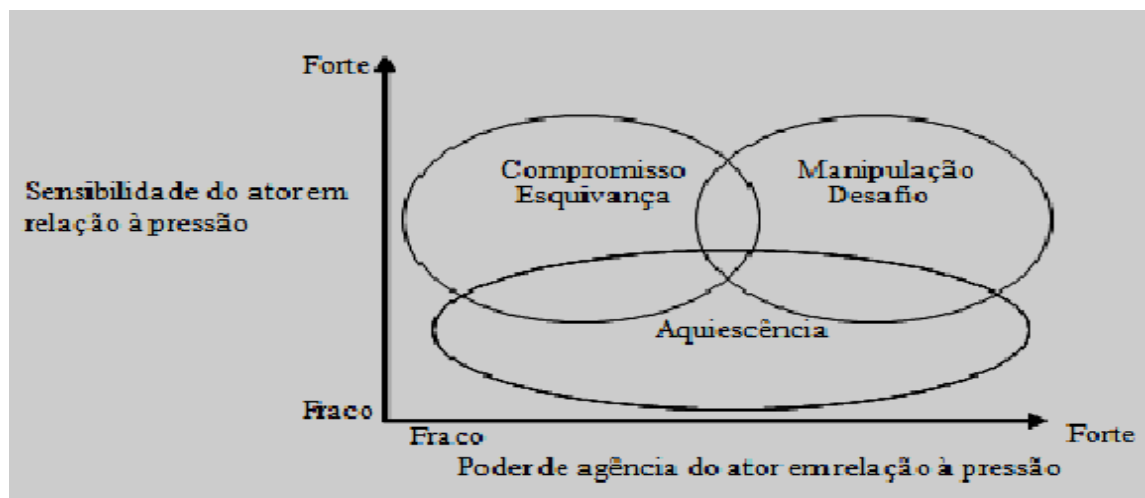 Forte
Compromisso
Esquivança
Manipulação
Desafio
Sensibilidade do ator em
relação à pressão
Aquiescência
Fraco
Fraco
Forte
Poder de agência do ator em relação à pressão